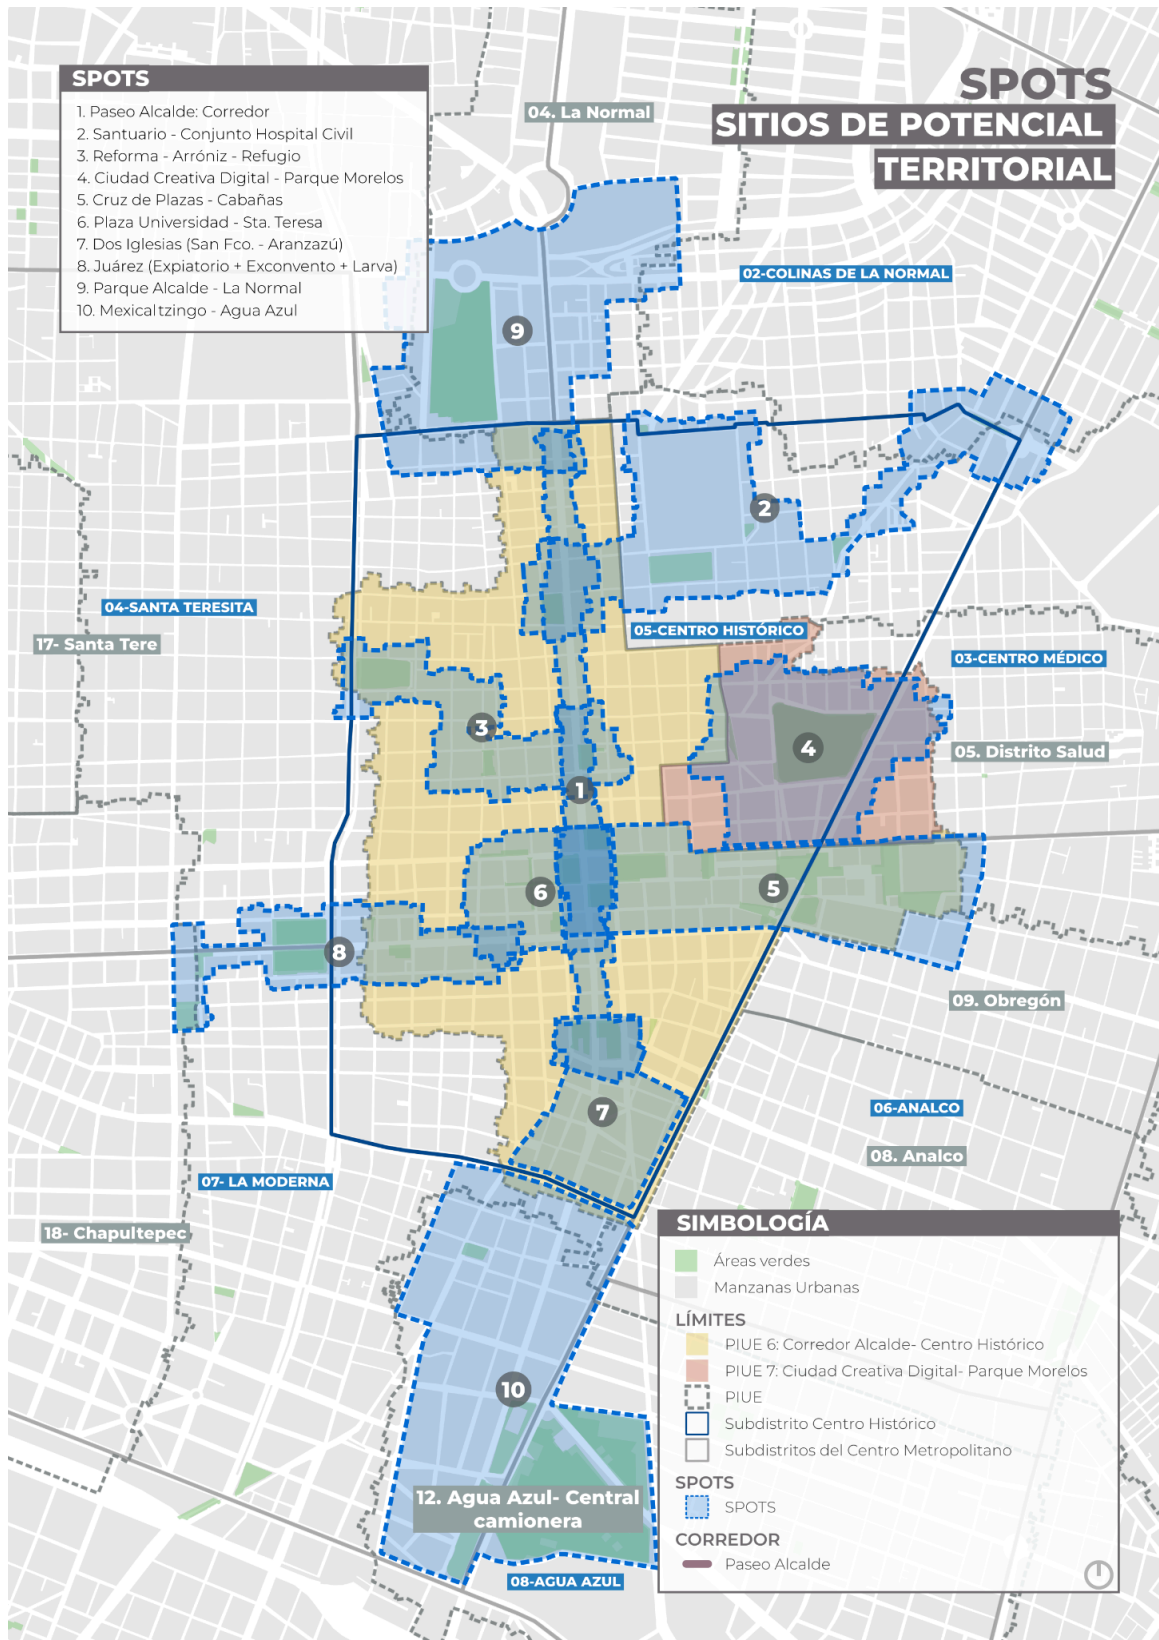 SPOTS
1. Paseo Alcalde: Corredor
2. Santuario - Conjunto Hospital Civil
3. Reforma - Arróniz - Refugio
4. Ciudad Creativa Digital - Parque Morelos
5. Cruz de Plazas - Cabañas
6. Plaza Universidad - Sta. Teresa
7. Dos Iglesias (San Fco. - Aranzazú)
8. Juárez (Expiatorio + Exconvento + Larva)
9. Parque Alcalde - La Normal
10. Mexicaltzingo - Agua Azul
SPOTS
SITIOS DE POTENCIAL
TERRITORIAL
04. La Normal
02-COLINAS DE LA NORMAL
9
2
04-SANTA TERESITA
17- Santa Tere
05-CENTRO HISTÓRICO
03-CENTRO MÉDICO
3
4
05. Distrito Salud
1
6
5
8
09. Obregón
7
06-ANALCO
08. Analco
07- LA MODERNA
18- Chapultepec
10
12. Agua Azul- Central
camionera
08-AGUA AZUL
SIMBOLOGÍA
Áreas verdes
Manzanas Urbanas
LÍMITES
PIUE 6: Corredor Alcalde- Centro Histórico
PIUE 7: Ciudad Creativa Digital- Parque Morelos
PIUE
Subdistrito Centro Histórico
Subdistritos del Centro Metropolitano
SPOTS
SPOTS
CORREDOR
Paseo Alcalde